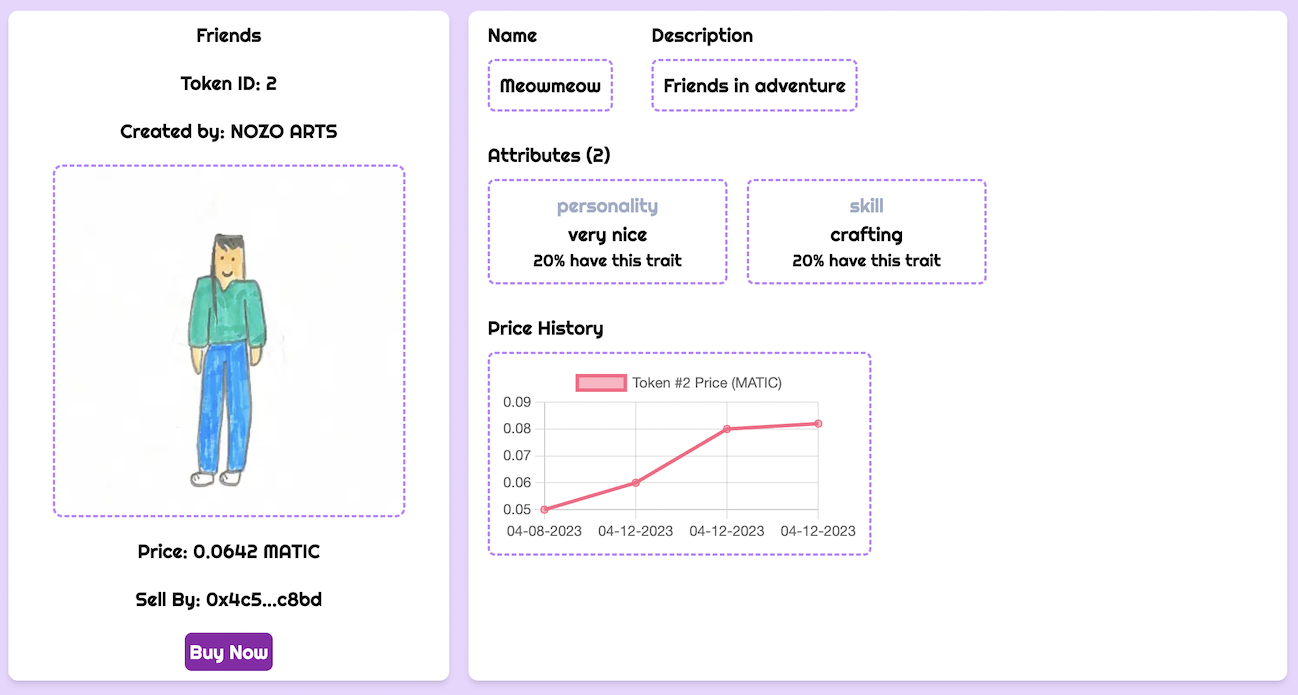 Friends
Token ID: 2
Created by: NOZO ARTS
Price: 0.0642 MATIC
Sell By: 0x4c5...c8bd
Buy Now
Name
Description
Meowmeow
Friends in adventure
Attributes (2)
personality
very nice
20% have this trait
skill
crafting
20% have this trait
Price History
Token #2 Price (MATIC)
0.09
0.08
0.07
0.06
0.05
04-08-2023 04-12-2023 04-12-2023 04-12-2023